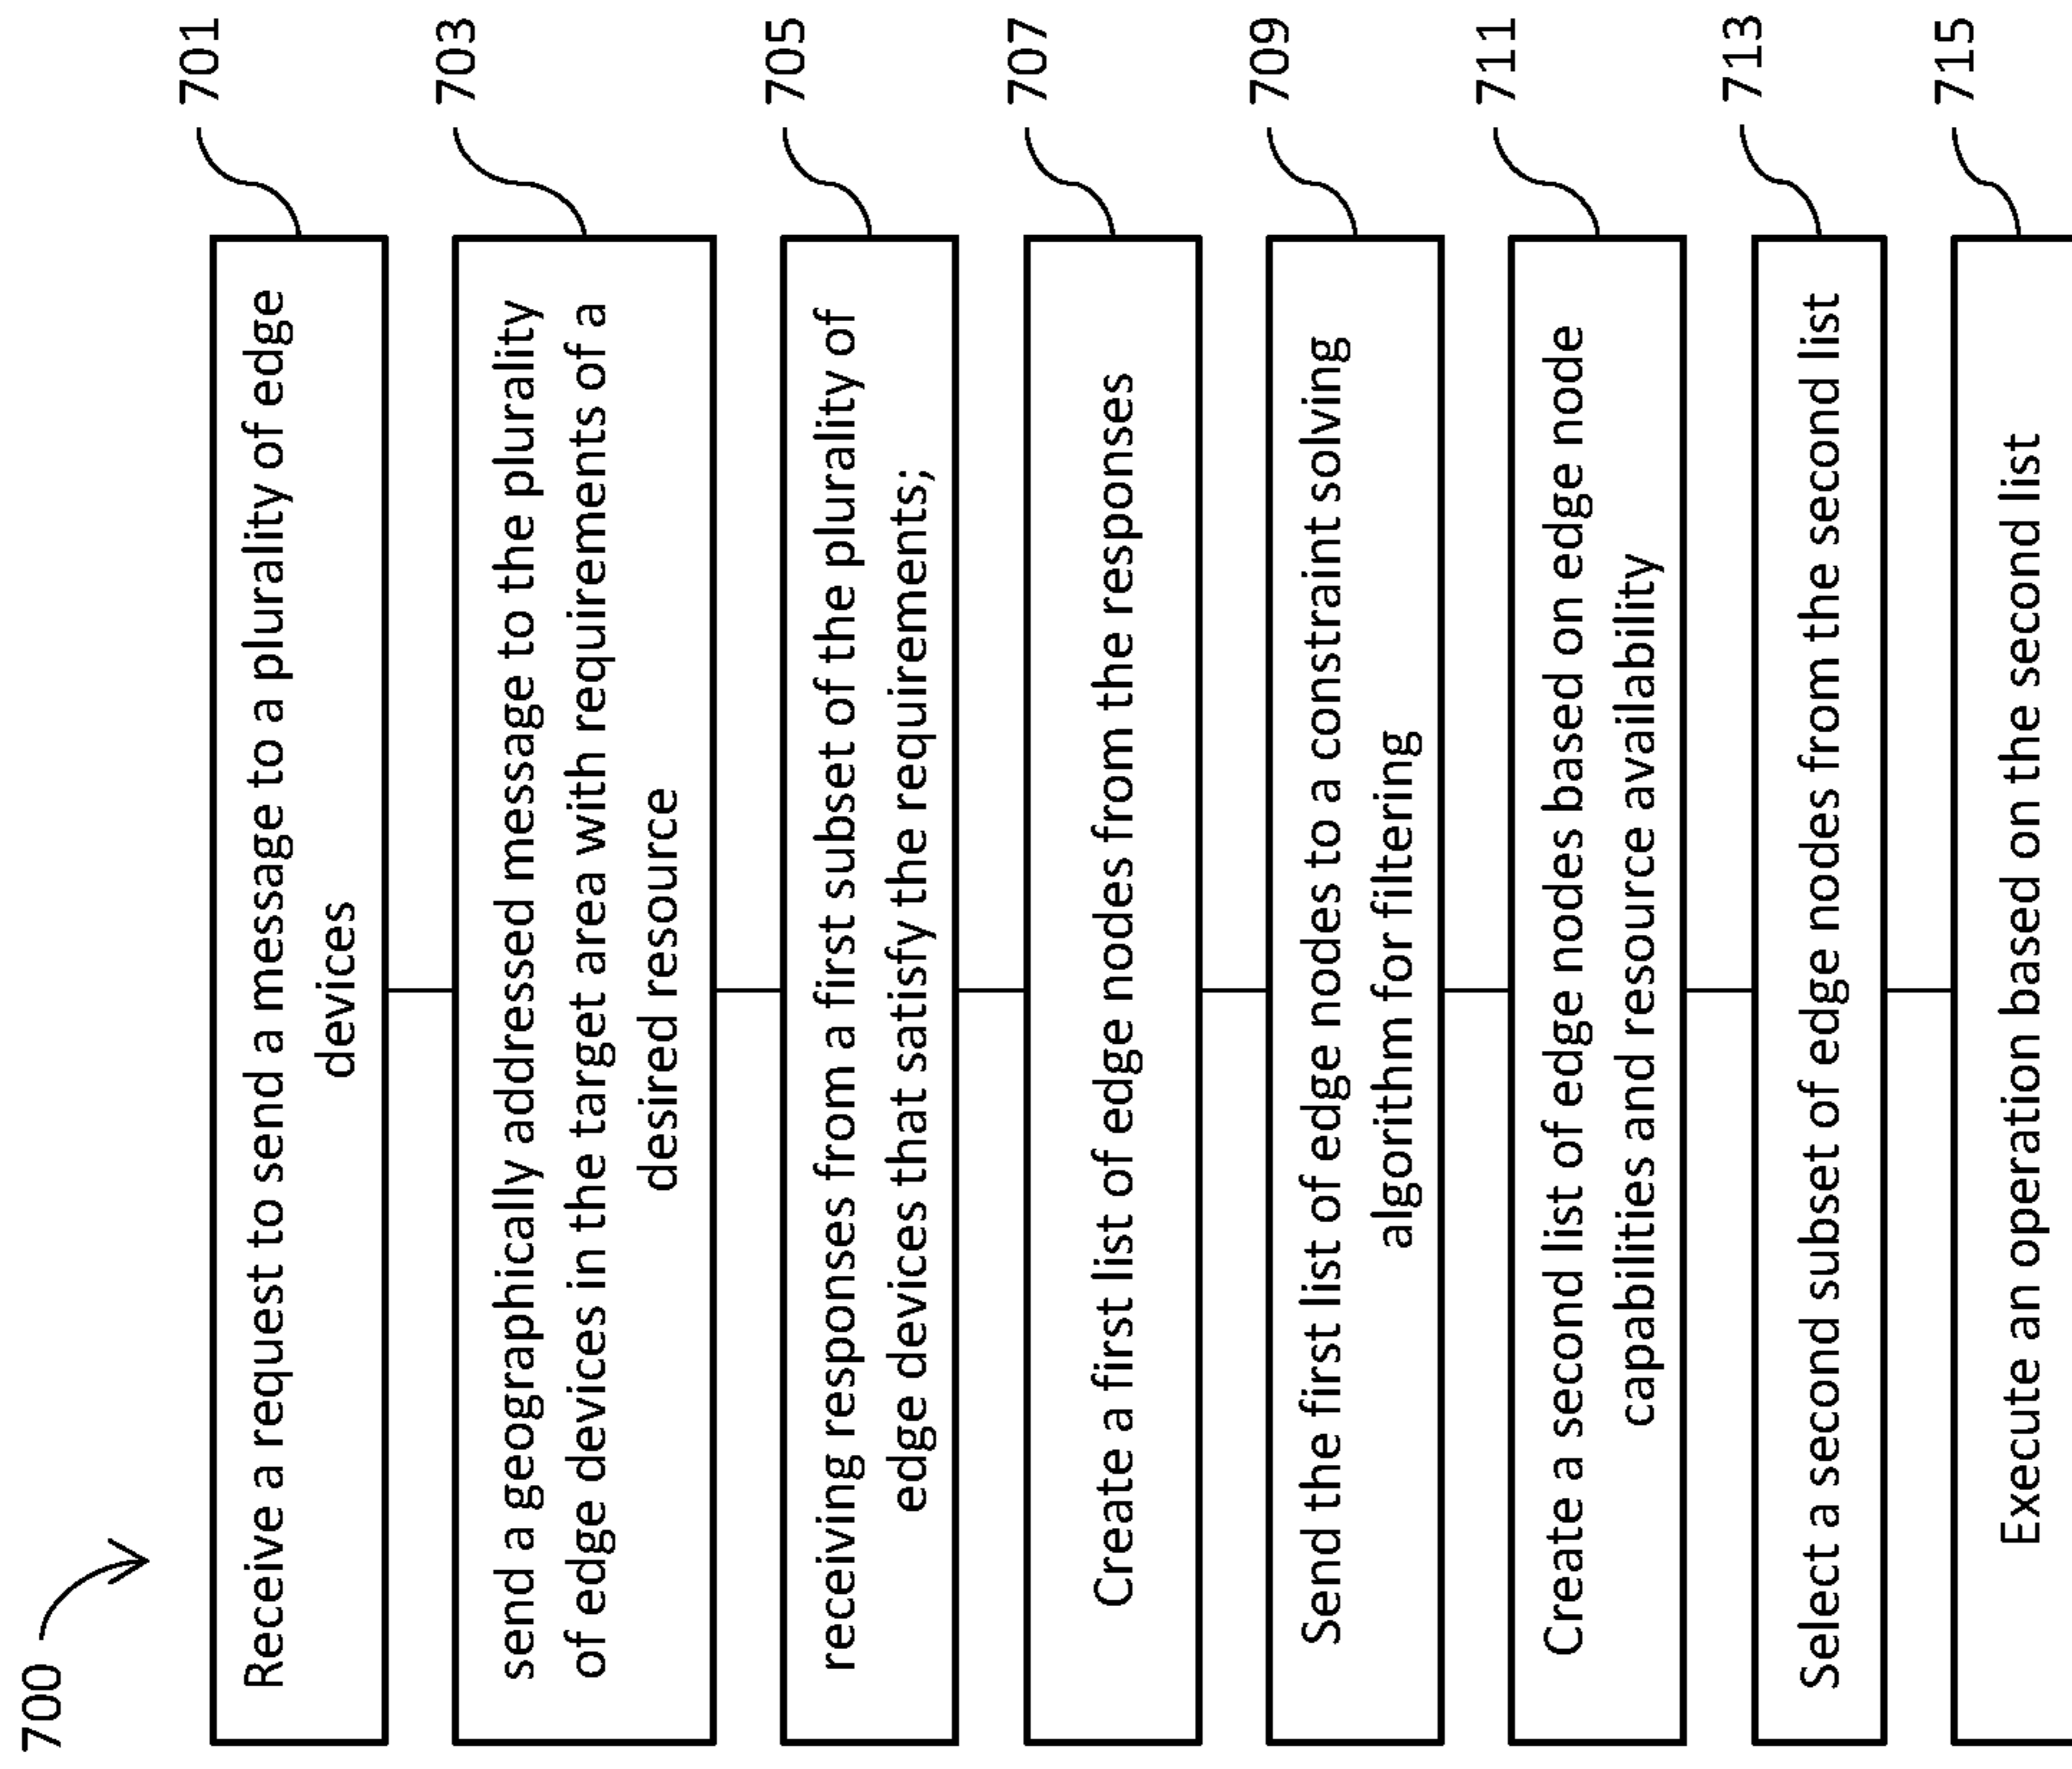 700
Receive a request to send a message to a plurality of edge
devices
701
send a geographically addressed message to the plurality
of edge devices in the target area with requirements of a
desired resource
703
receiving responses from a first subset of the plurality of
edge devices that satisfy the requirements;
705
Create a first list of edge nodes from the responses
707
Send the first list of edge nodes to a constraint solving
algorithm for filtering
709
Create a second list of edge nodes based on edge node
capabilities and resource availability
711
Select a second subset of edge nodes from the second list
713
Execute an operation based on the second list
715